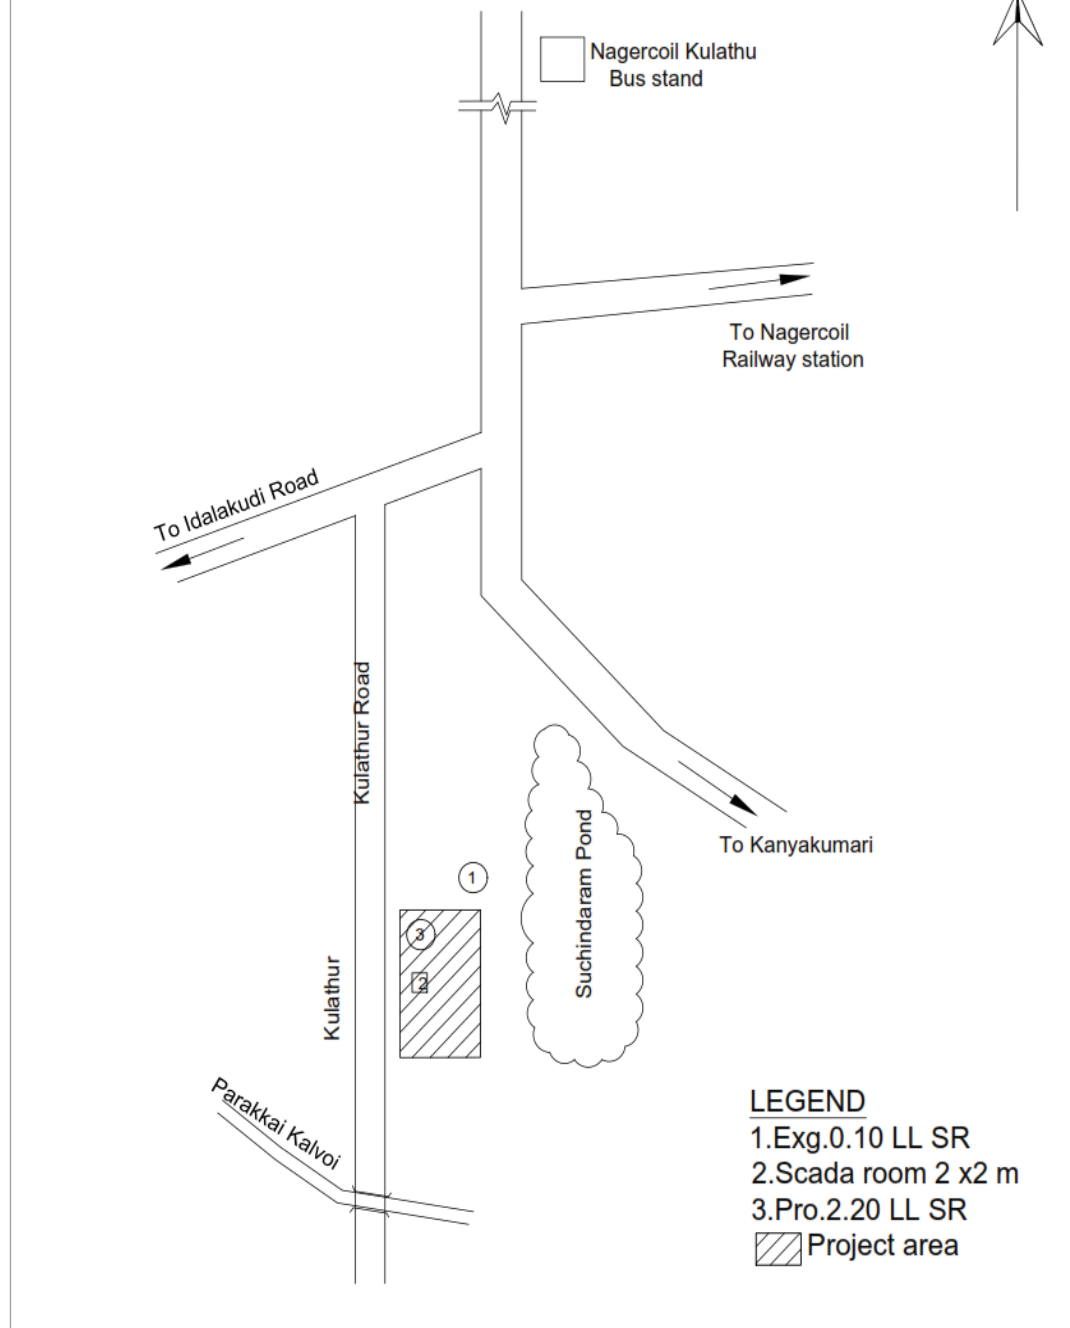 Nagercoil Kulathu
Bus stand
To Nagercoil
Railway station
To Idalakudi Road
Kulathur Road
To Kanyakumari
Suchindaram Pond
1
3
2
Kulathur
Parakkai Kalvoi
LEGEND
1.Exg.0.10 LL SR
2.Scada room 2 x2 m
3.Pro.2.20 LL SR
Project area